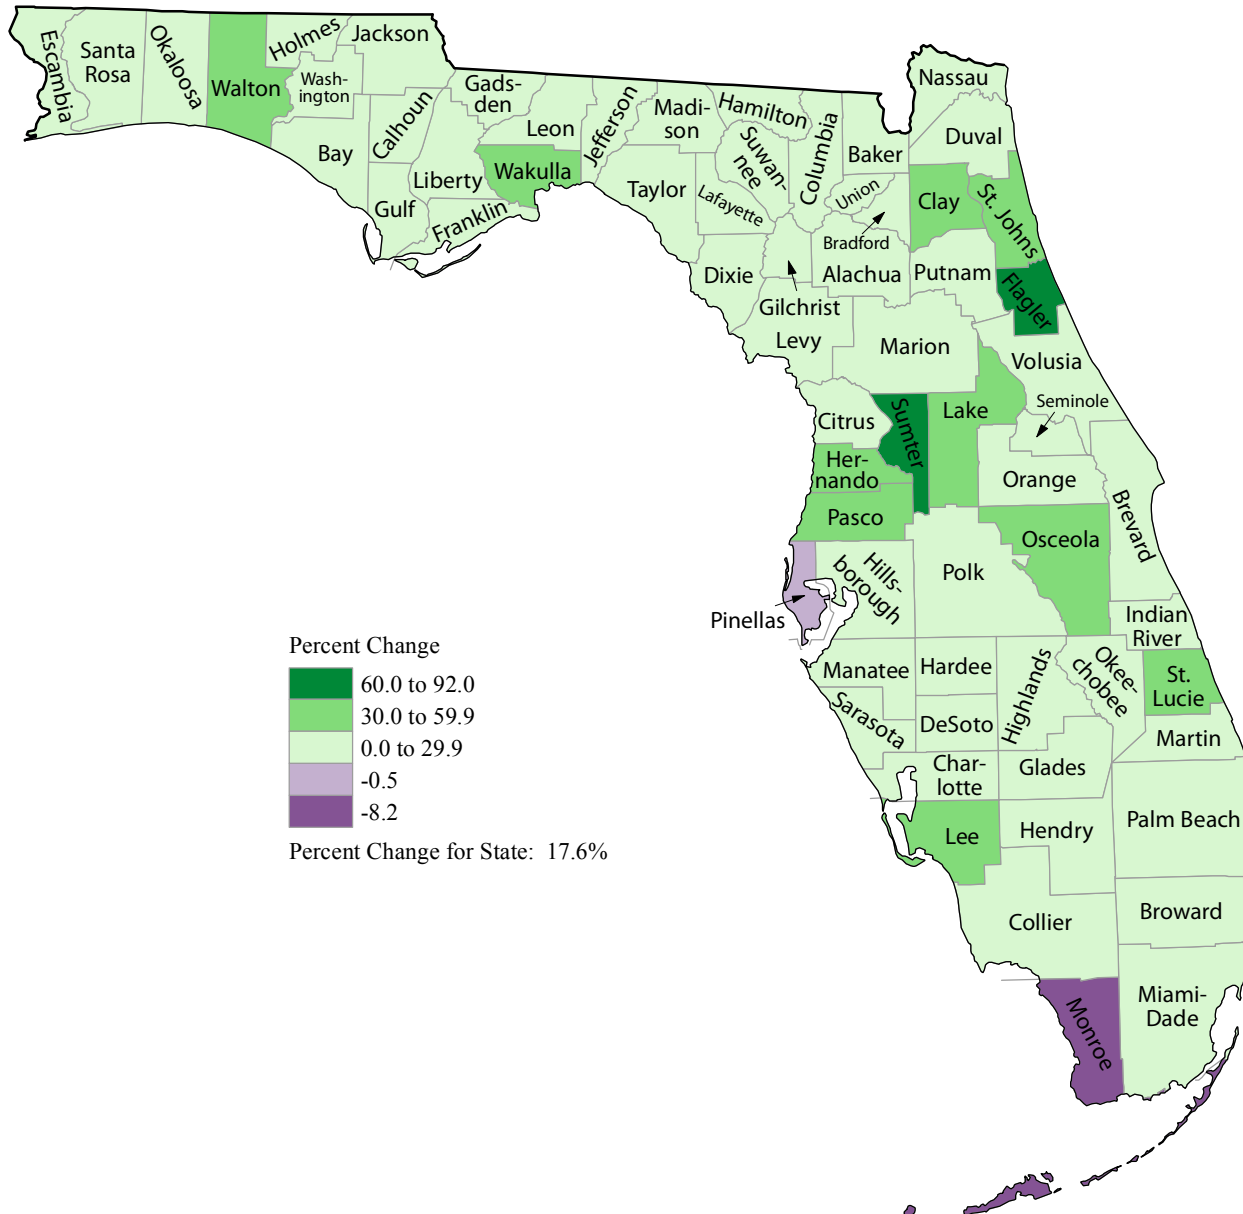 Escambia
Santa
Rosa
Okaloosa
Walton
Holmes
Jackson
Wash-
ington
Bay
Calhoun
Gulf
Liberty
Gads-
den
Leon
Wakulla
Franklin
Jefferson
Madi-
son
Taylor
Hamilton
Suwan-
nee
Lafayette
Dixie
Columbia
Baker
Union
Bradford
Alachua
Gilchrist
Levy
Nassau
Duval
Clay
St. Johns
Putnam
Flagler
Marion
Volusia
Citrus
Sumter
Lake
Seminole
Her-
nando
Orange
Pasco
Osceola
Brevard
Pinellas
Hills-
borough
Polk
Indian
River
Manatee
Hardee
Highlands
Okee-
chobee
St.
Lucie
Sarasota
DeSoto
Martin
Char-
lotte
Glades
Lee
Hendry
Palm Beach
Collier
Broward
Monroe
Miami-
Dade
Percent Change
60.0 to 92.0
30.0 to 59.9
0.0 to 29.9
-0.5
-8.2
Percent Change for State: 17.6%